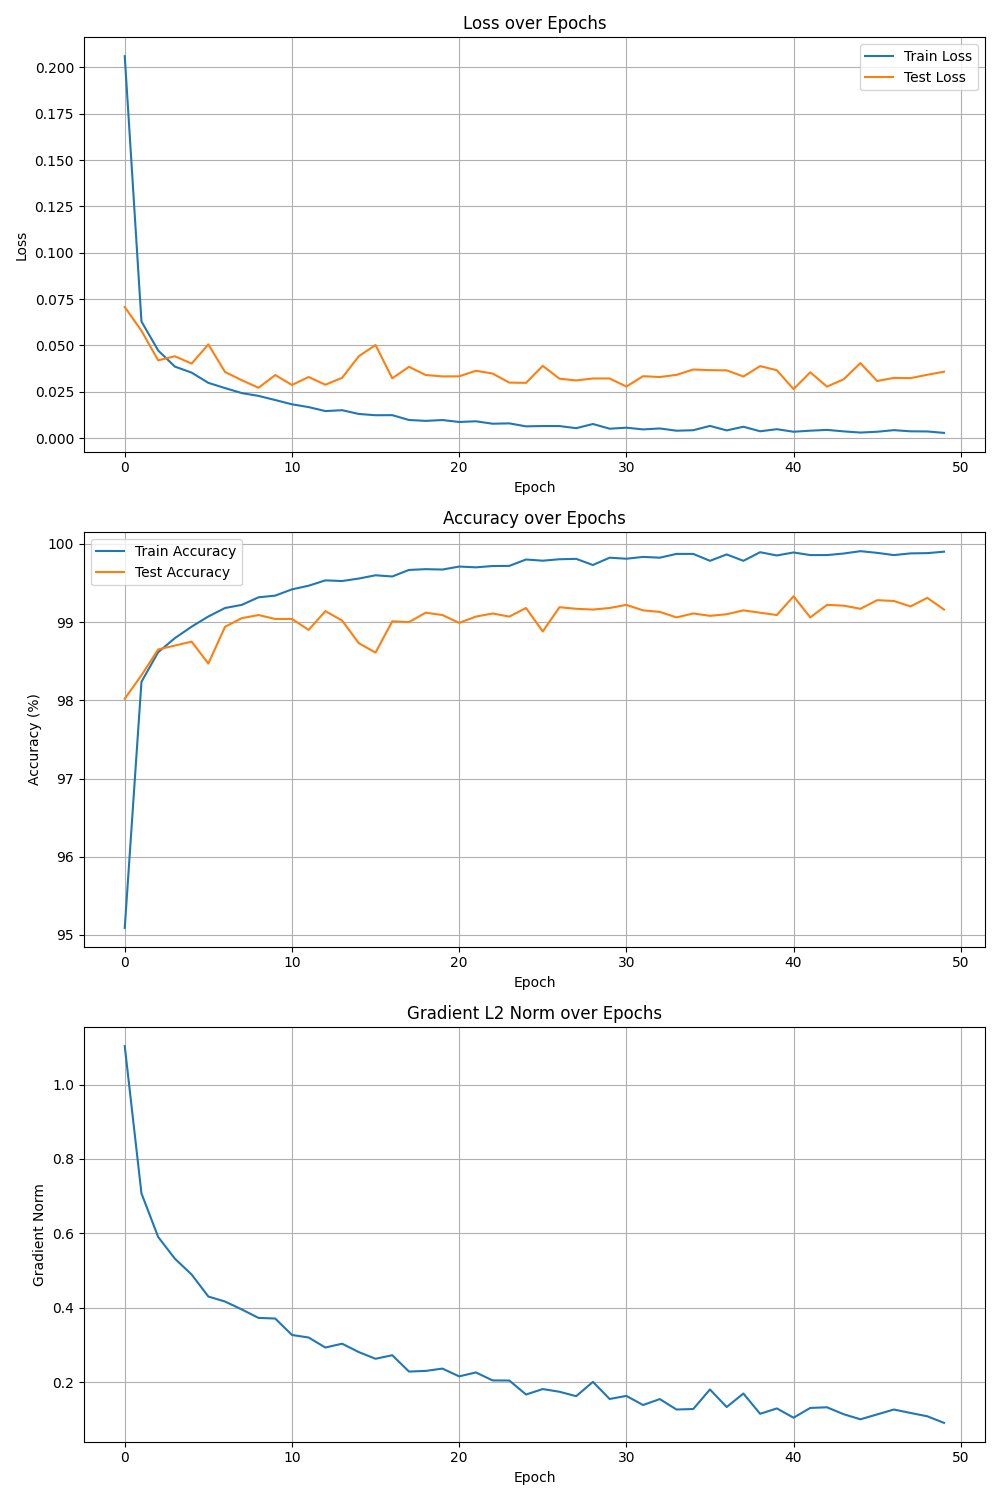 Loss over Epochs
Train Loss
Test Loss
0.200
0.175
0.150
0.125
0.100
0.075
0.050
0.025
0.000
Loss
0 10 20 30 40 50
Epoch
Accuracy over Epochs
Train Accuracy
Test Accuracy
100
99
98
97
96
95
Accuracy (%)
0 10 20 30 40 50
Epoch
Gradient L2 Norm over Epochs
1.0
0.8
0.6
0.4
0.2
Gradient Norm
0 10 20 30 40 50
Epoch